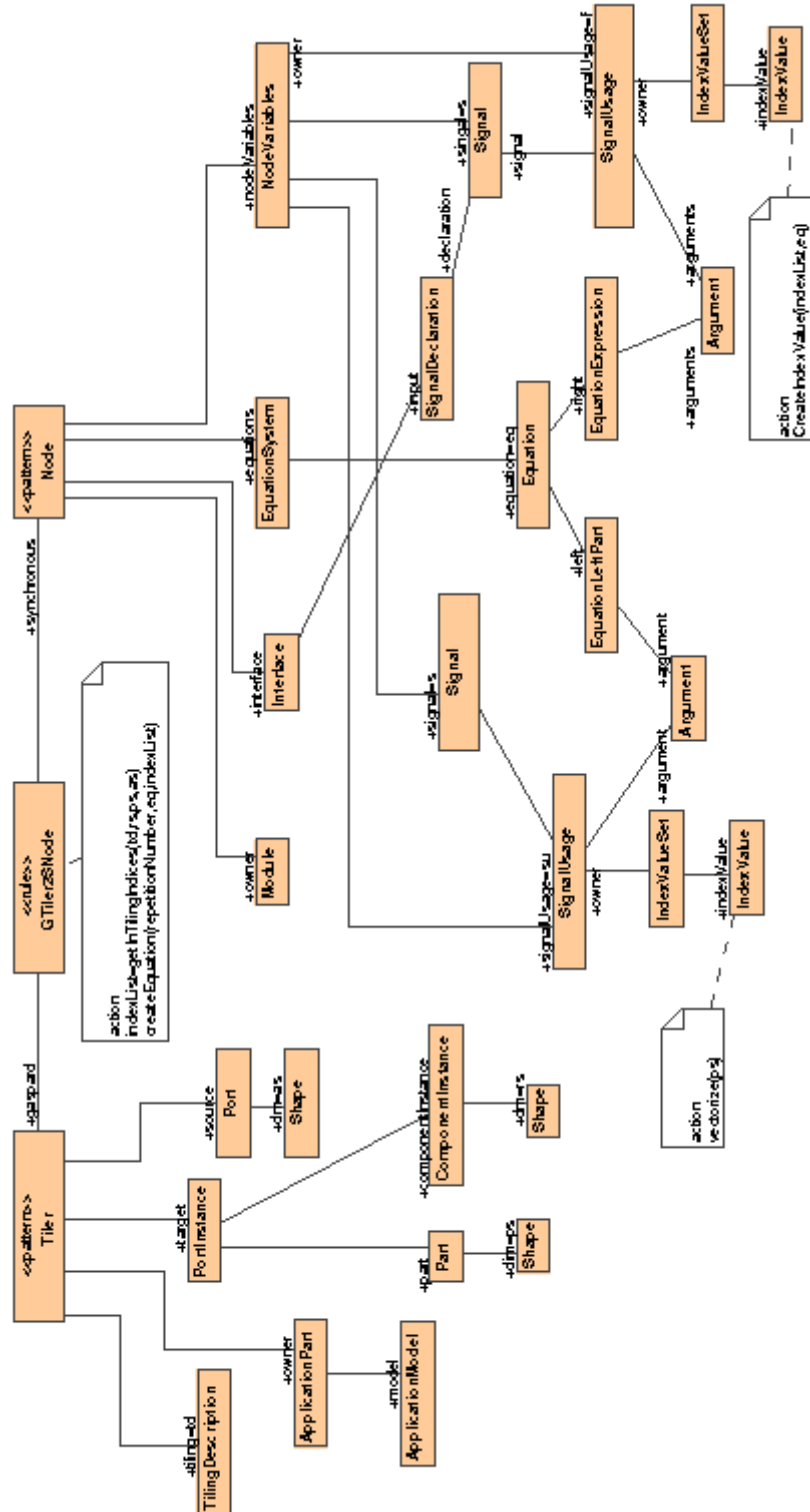 <<pattern>>
Tiler
+gaspard
<<rule>>
GTiler2SNode
+synchronous
<<pattern>>
Node
action
indexList=getInTilingIndices(td,rs,ps,as)
createEquation(repetitionNumber,eq,indexList)
+tiling=td
TilingDescription
+owner
ApplicationPart
+model
ApplicationModel
+target
PortInstance
+part
Part
+dim=ps
Shape
+source
Port
+dim=as
Shape
+componentInstance
ComponentInstance
+dim=rs
Shape
+owner
Module
+interface
Interface
+equations
EquationSystem
+nodeVariables
NodeVariables
+owner
+input
SignalDeclaration
+declaration
+signal=s
Signal
+singal=s
Signal
+signal
+equation=eq
Equation
+left
EquationLeftPart
+right
EquationExpression
+signalUsage=su
SignalUsage
+owner
+signalUsage=f
SignalUsage
+owner
+argument
+argument
Argument
+arguments
+arguments
Argument
IndexValueSet
+indexValue
IndexValue
IndexValueSet
+indexValue
IndexValue
action
vectorize(ps)
action
CreateIndexValue(indexList,eq)